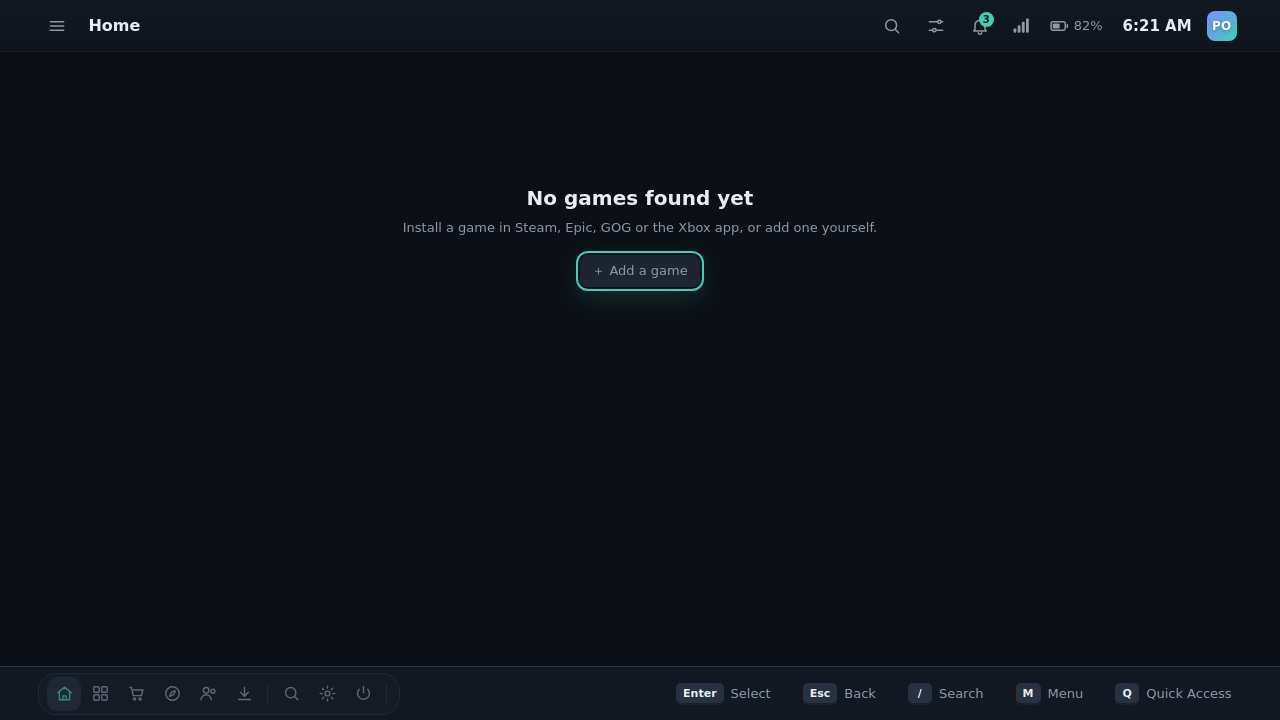 Home
3
82%
6:21 AM
PO
No games found yet
Install a game in Steam, Epic, GOG or the Xbox app, or add one yourself.
+ Add a game
Enter Select
Esc Back
/ Search
M Menu
Q Quick Access